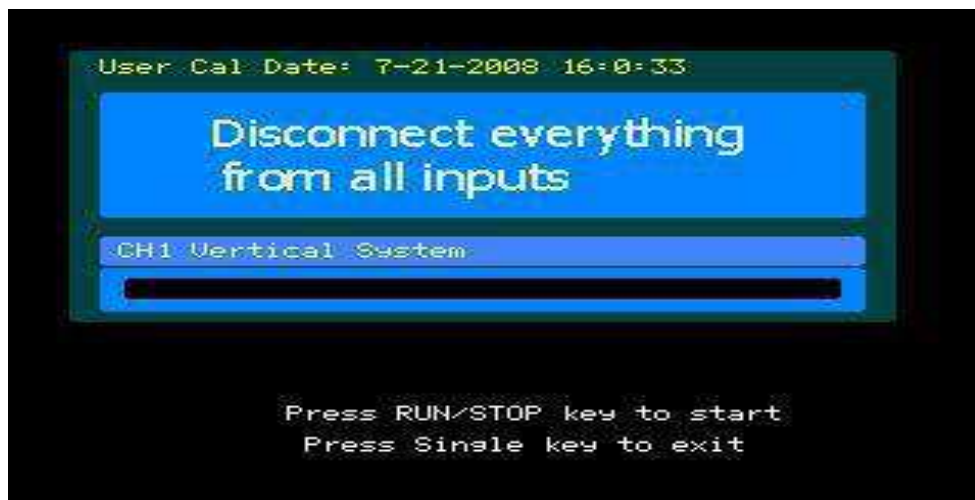 User Cal Date: 7-21-2008 16:0:33
Disconnect everything
from all inputs
CH1 Vertical System
Press RUN/STOP key to start
Press Single key to exit